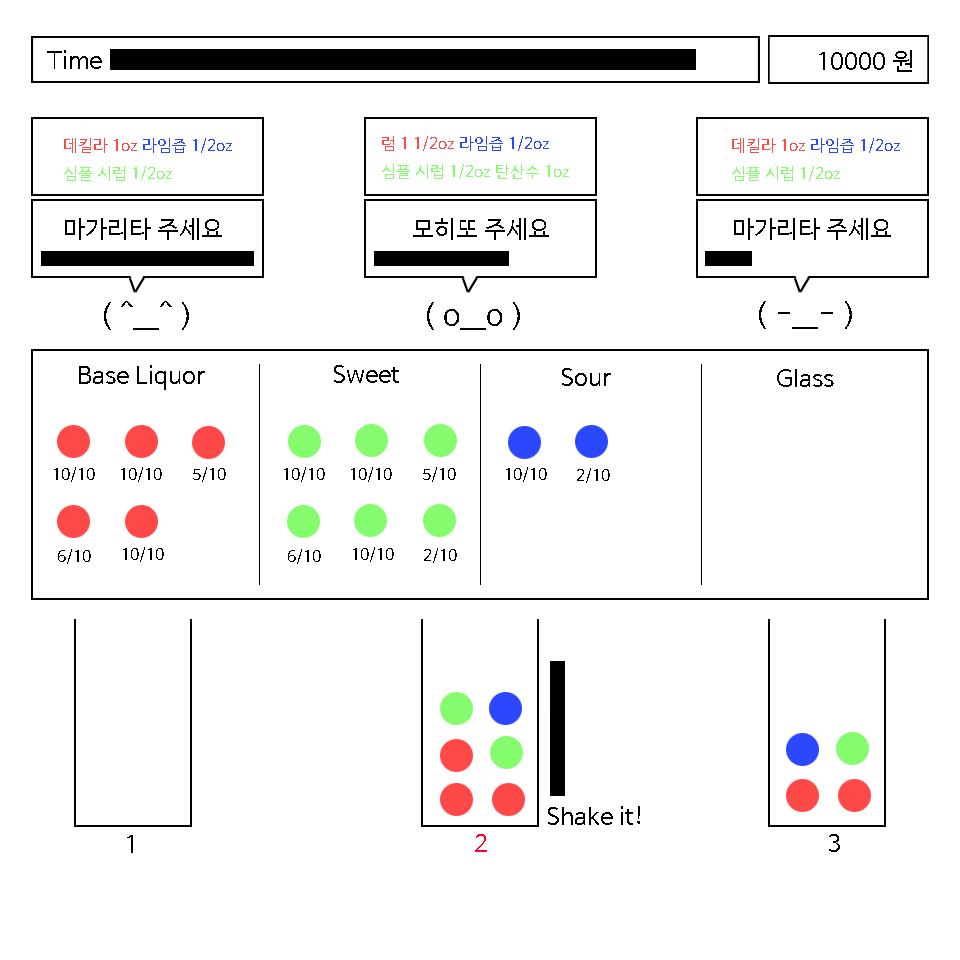 Time
10000 원
데킬라 1oz 라임즙 1/2oz
심플 시럽 1/2oz
마가리타 주세요
( ^__^ )
럼 1 1/2oz 라임즙 1/2oz
심플 시럽 1/2oz 탄산수 1oz
모히또 주세요
( o__o )
데킬라 1oz 라임즙 1/2oz
심플 시럽 1/2oz
마가리타 주세요
( -__- )
Base Liquor
10/10 10/10 5/10
6/10 10/10
Sweet
10/10 10/10 5/10
6/10 10/10 2/10
Sour
10/10 2/10
Glass
1
Shake it!
2
3